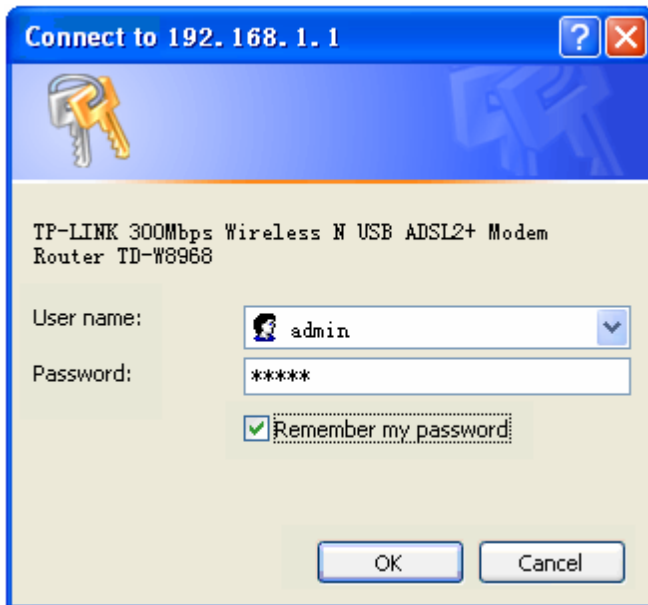 Connect to 192.168.1.1
TP-LINK 300Mbps Wireless N USB ADSL2+ Modem
Router TD-W8968
User name:
admin
Password:
*****
Remember my password
OK
Cancel